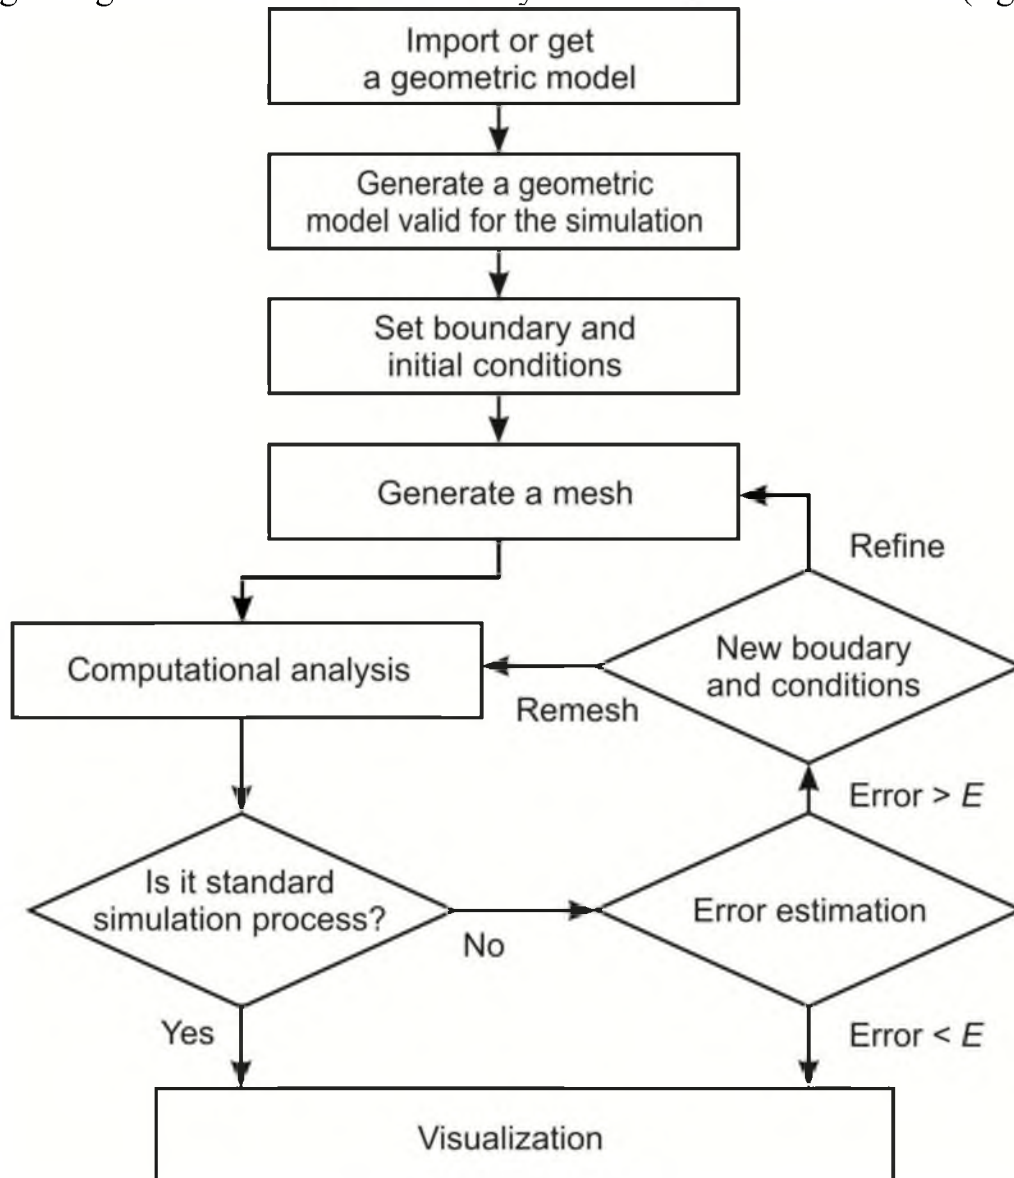 Import or get
a geometric model
Generate a geometric
model valid for the simulation
Set boundary and
initial conditions
Generate a mesh
Refine
New boudary
and conditions
Computational analysis
Remesh
Error > E
Is it standard
simulation process?
Error estimation
No
Yes
Error < E
Visualization